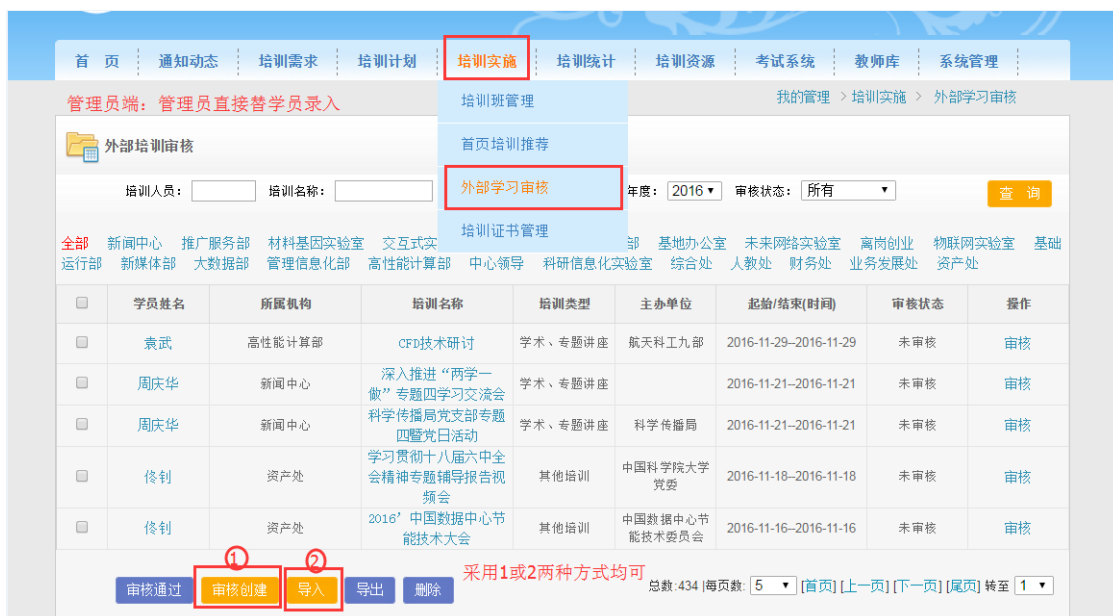 首 页 通知动态 培训需求 培训计划 培训实施 培训统计 培训资源 考试系统 教师库 系统管理
管理员端：管理员直接替学员录入
培训班管理
我的管理 > 培训实施 > 外部学习审核
外部培训审核
首页培训推荐
培训人员： 培训名称： 外部学习审核 年度： 2016 审核状态： 所有 查 询
培训证书管理
全部 新闻中心 推广服务部 材料基因实验室 交互式实 部 基地办公室 未来网络实验室 离岗创业 物联网实验室 基础
运行部 新媒体部 大数据部 管理信息化部 高性能计算部 中心领导 科研信息化实验室 综合处 人教处 财务处 业务发展处 资产处
学员姓名 所属机构 培训名称 培训类型 主办单位 起始/结束(时间) 审核状态 操作
袁武 高性能计算部 CFD技术研讨 学术、专题讲座 航天科工九部 2016-11-29--2016-11-29 未审核 审核
周庆华 新闻中心 深入推进“两学一
做”专题四学习交流会 学术、专题讲座 2016-11-21--2016-11-21 未审核 审核
周庆华 新闻中心 科学传播局党支部专题
四暨党日活动 学术、专题讲座 科学传播局 2016-11-21--2016-11-21 未审核 审核
佟钊 资产处 学习贯彻十八届六中全
会精神专题辅导报告视
频会 其他培训 中国科学院大学
党委 2016-11-18--2016-11-18 未审核 审核
佟钊 资产处 2016’中国数据中心节
能技术大会 其他培训 中国数据中心节
能技术委员会 2016-11-16--2016-11-16 未审核 审核
1 2
审核通过 审核创建 导入 导出 删除 采用1或2两种方式均可
总数:434 |每页数: 5 [首页] [上一页] [下一页] [尾页] 转至 1